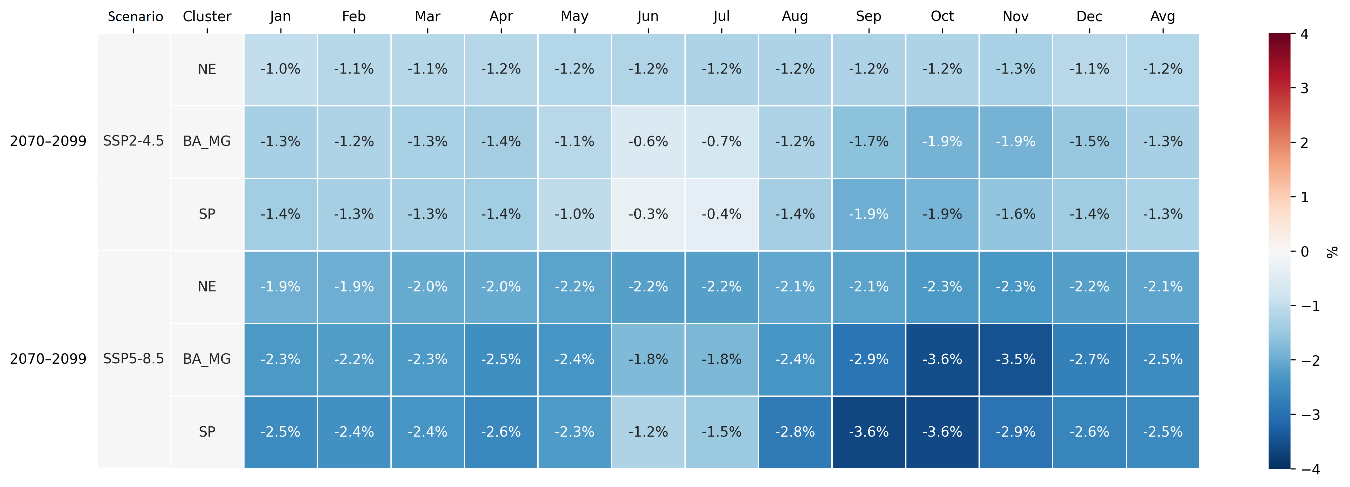 Scenario Cluster Jan Feb Mar Apr May Jun Jul Aug Sep Oct Nov Dec Avg
NE -1.0% -1.1% -1.1% -1.2% -1.2% -1.2% -1.2% -1.2% -1.2% -1.2% -1.3% -1.1% -1.2%
2070–2099 SSP2-4.5 BA_MG -1.3% -1.2% -1.3% -1.4% -1.1% -0.6% -0.7% -1.2% -1.7% -1.9% -1.9% -1.5% -1.3%
SP -1.4% -1.3% -1.3% -1.4% -1.0% -0.3% -0.4% -1.4% -1.9% -1.9% -1.6% -1.4% -1.3%
NE -1.9% -1.9% -2.0% -2.0% -2.2% -2.2% -2.2% -2.1% -2.1% -2.3% -2.3% -2.2% -2.1%
2070–2099 SSP5-8.5 BA_MG -2.3% -2.2% -2.3% -2.5% -2.4% -1.8% -1.8% -2.4% -2.9% -3.6% -3.5% -2.7% -2.5%
SP -2.5% -2.4% -2.4% -2.6% -2.3% -1.2% -1.5% -2.8% -3.6% -3.6% -2.9% -2.6% -2.5%
4
3
2
1
0
−1
−2
−3
−4
%